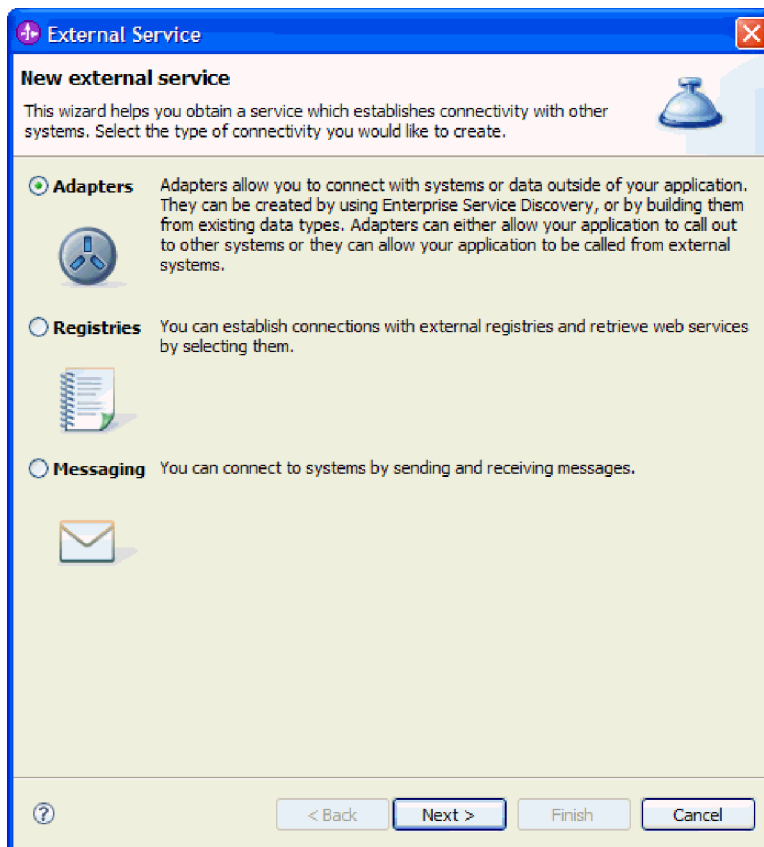 External Service
New external service
This wizard helps you obtain a service which establishes connectivity with other
systems. Select the type of connectivity you would like to create.
Adapters
Adapters allow you to connect with systems or data outside of your application.
They can be created by using Enterprise Service Discovery, or by building them
from existing data types. Adapters can either allow your application to call out
to other systems or they can allow your application to be called from external
systems.
Registries
You can establish connections with external registries and retrieve web services
by selecting them.
Messaging
You can connect to systems by sending and receiving messages.
?
< Back
Next >
Finish
Cancel